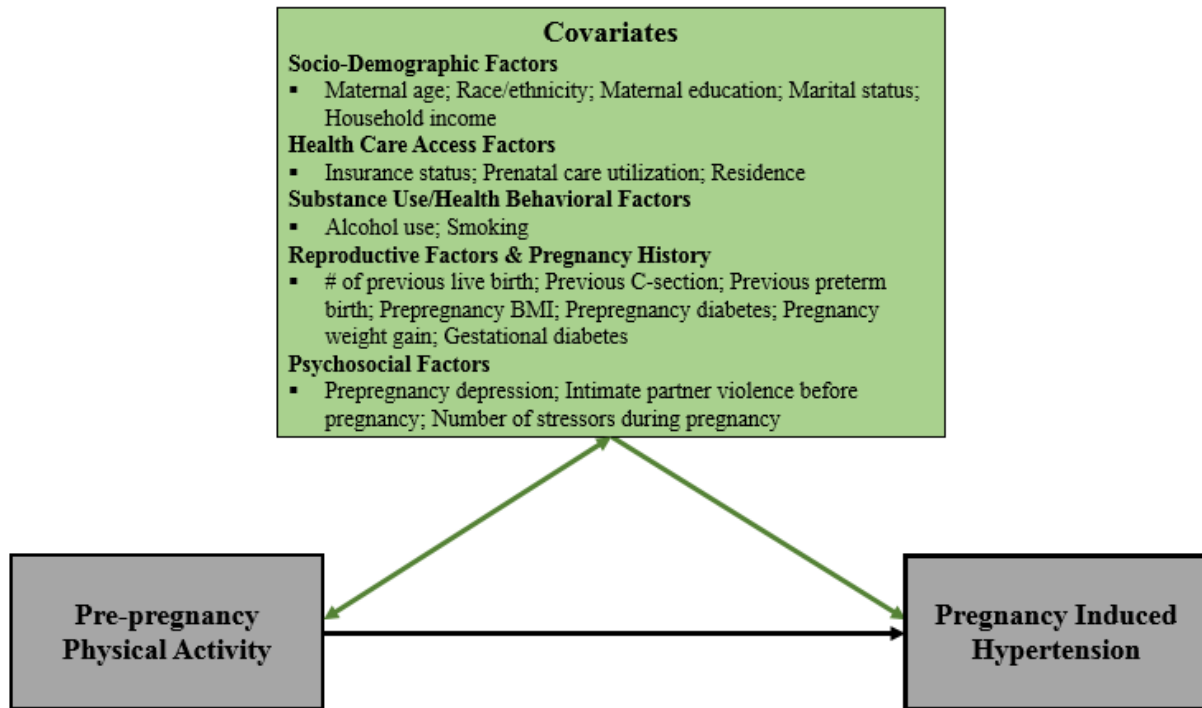 Covariates
Socio-Demographic Factors
▪ Maternal age; Race/ethnicity; Maternal education; Marital status;
Household income
Health Care Access Factors
▪ Insurance status; Prenatal care utilization; Residence
Substance Use/Health Behavioral Factors
▪ Alcohol use; Smoking
Reproductive Factors & Pregnancy History
▪ # of previous live birth; Previous C-section; Previous preterm
birth; Prepregnancy BMI; Prepregnancy diabetes; Pregnancy
weight gain; Gestational diabetes
Psychosocial Factors
▪ Prepregnancy depression; Intimate partner violence before
pregnancy; Number of stressors during pregnancy
Pre-pregnancy
Physical Activity
Pregnancy Induced
Hypertension